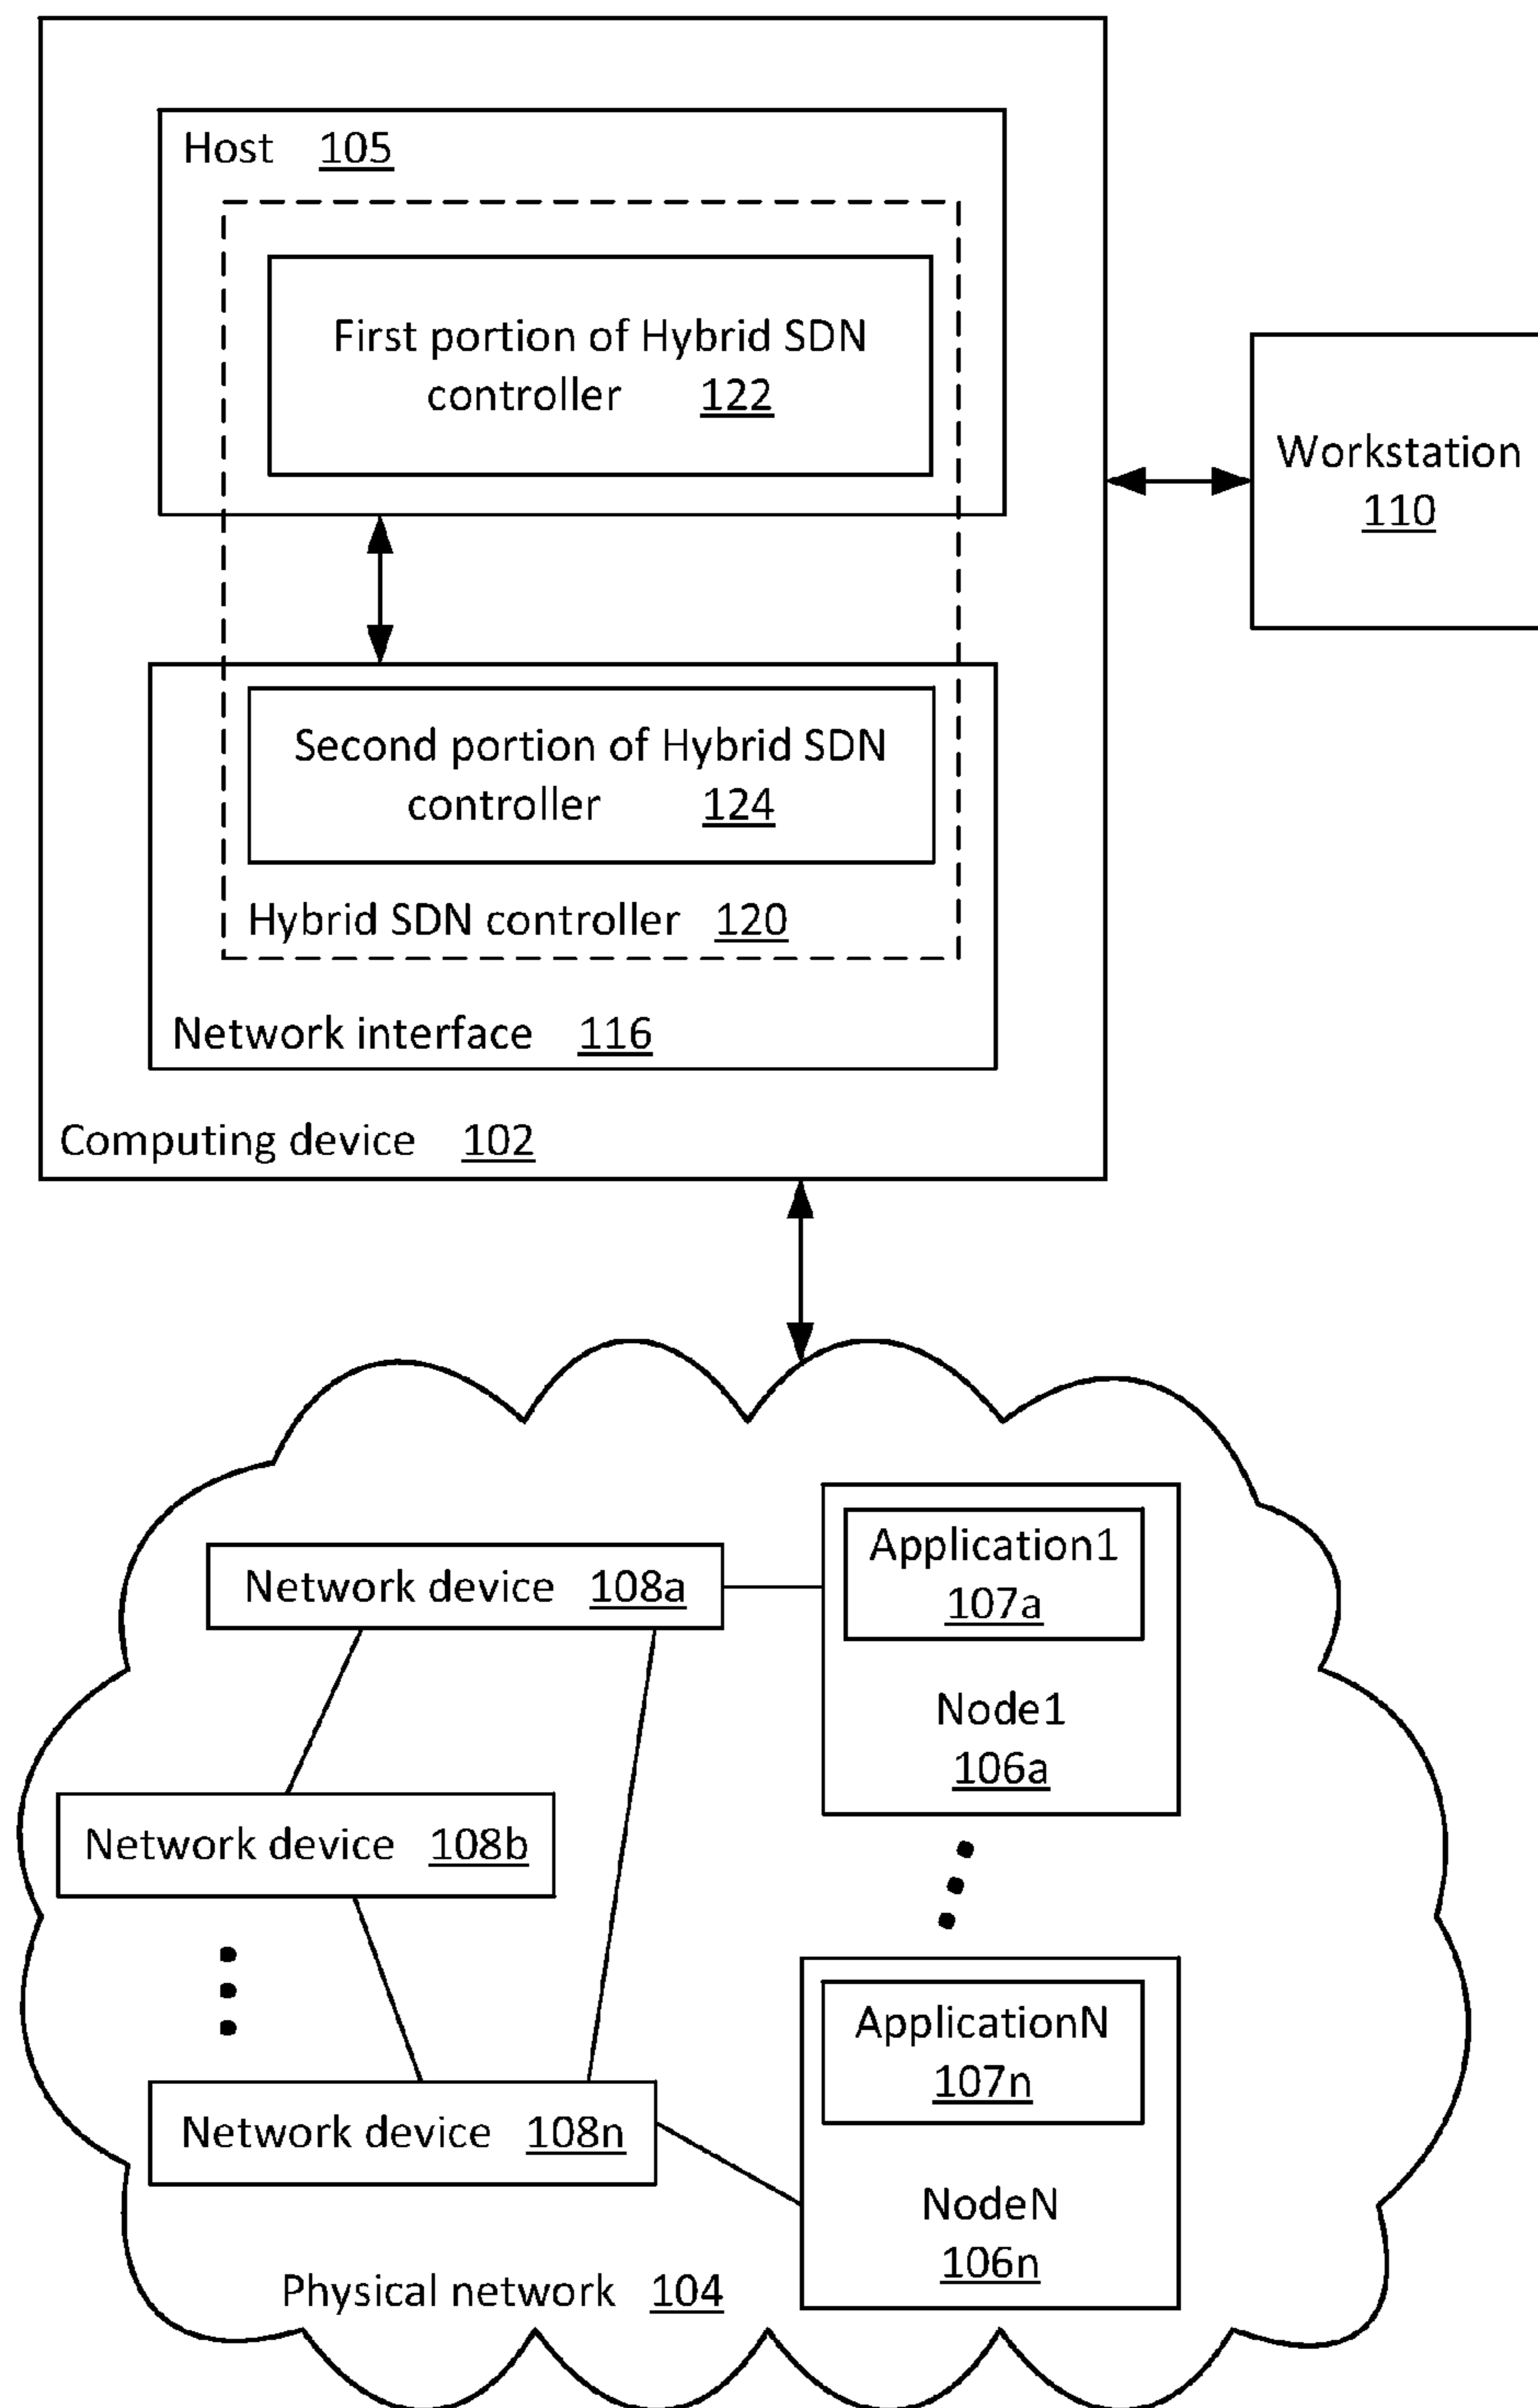 Host 105
First portion of Hybrid SDN
controller 122
Workstation
110
Second portion of Hybrid SDN
controller 124
Hybrid SDN controller 120
Network interface 116
Computing device 102
Application1
107a
Network device 108a
Node1
106a
Network device 108b
ApplicationN
107n
Network device 108n
NodeN
106n
Physical network 104